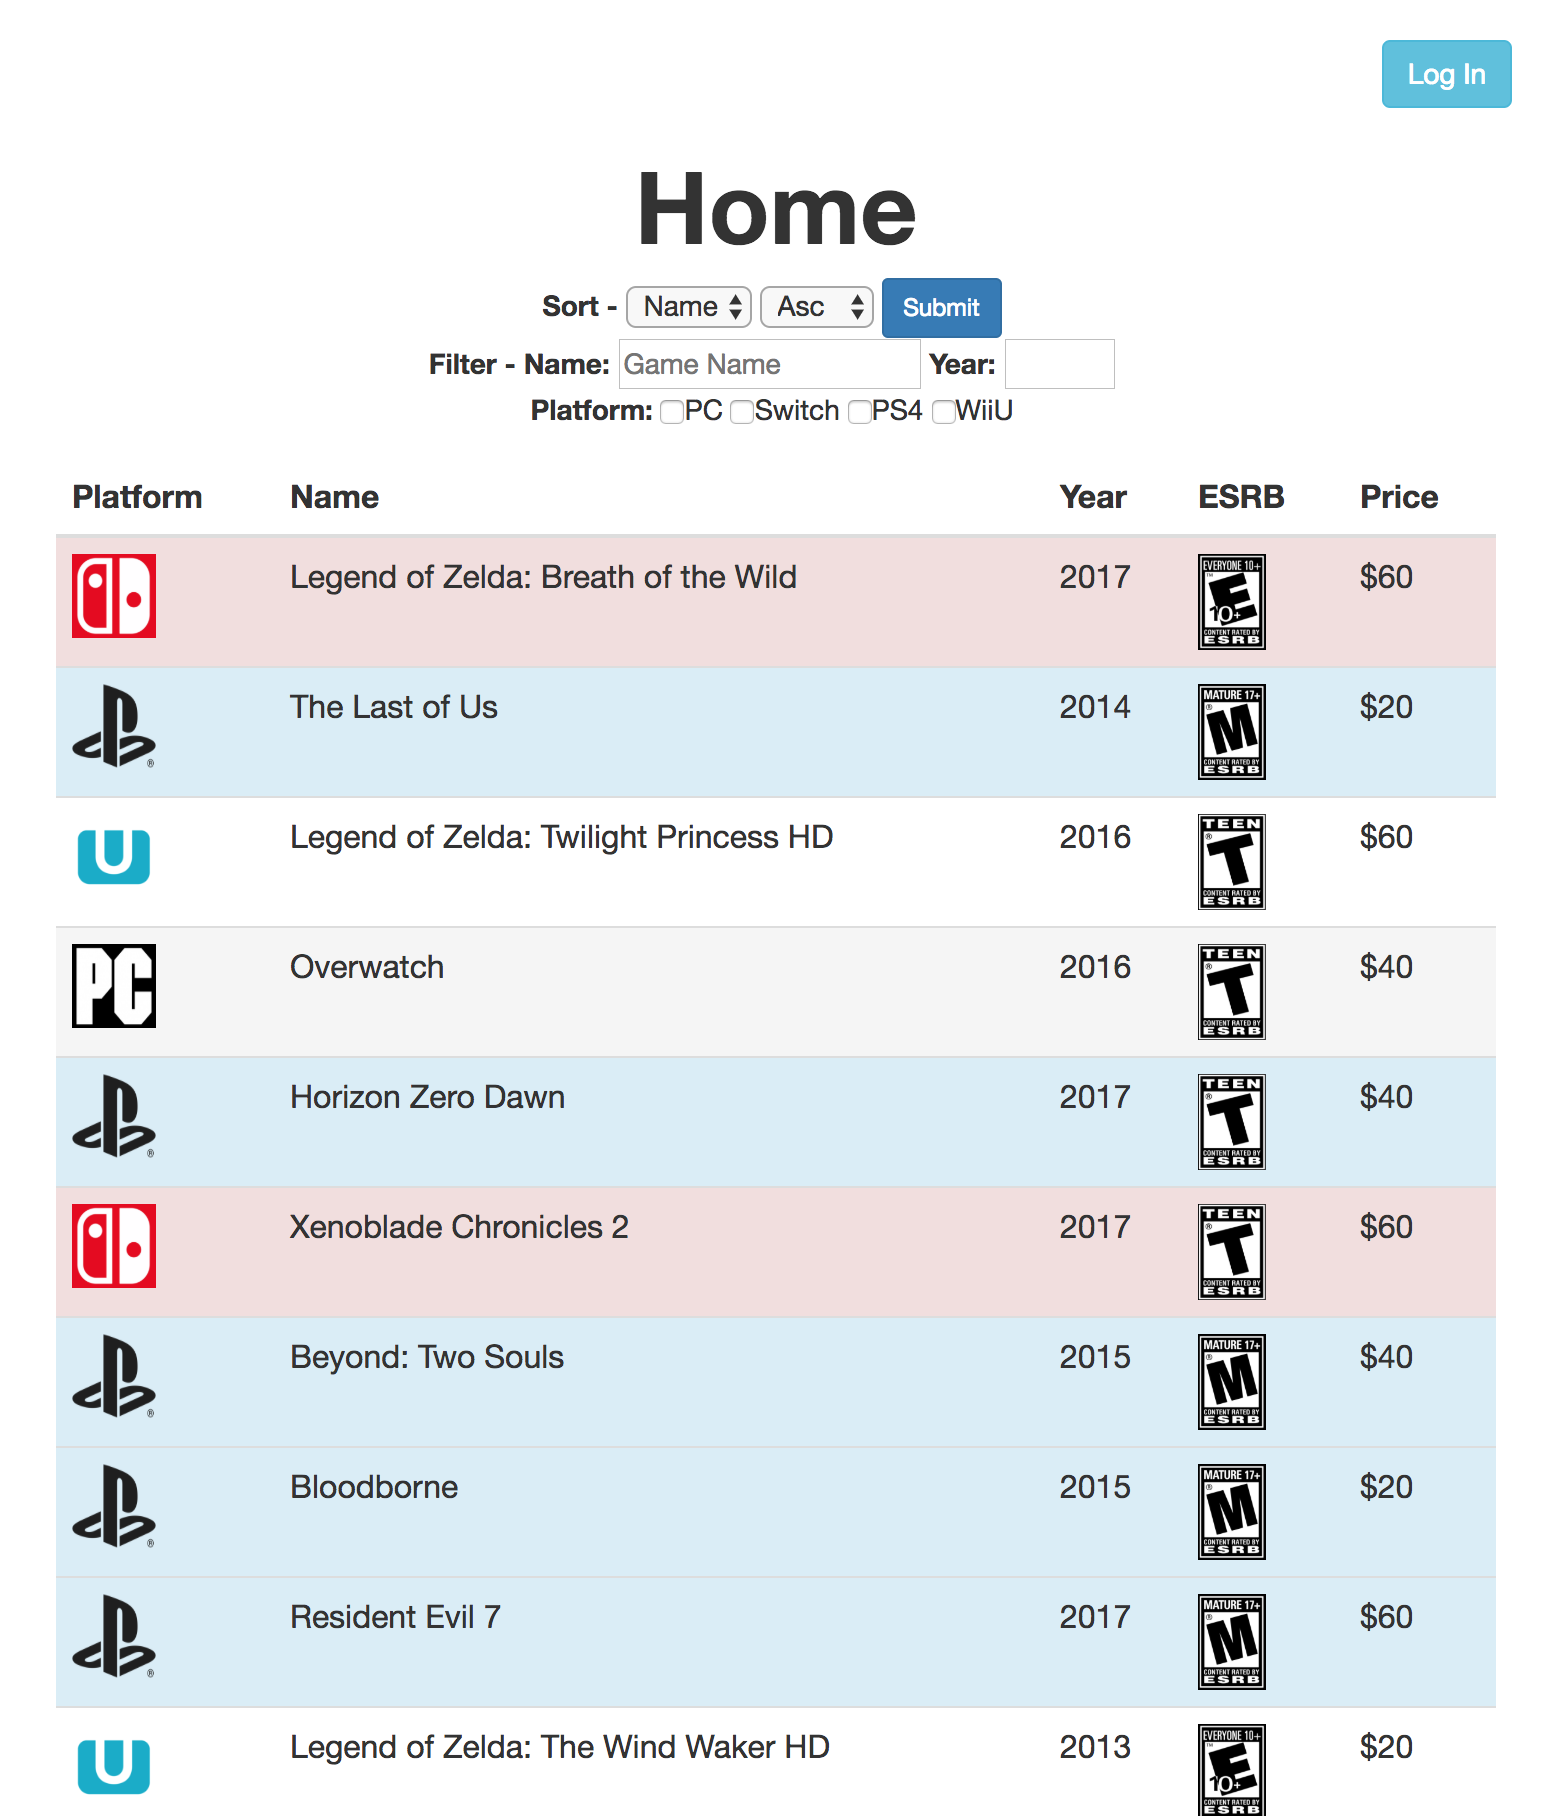 Log In
Home
Sort - Name Asc Submit
Filter - Name: Game Name Year:
Platform: PC Switch PS4 WiiU
Platform Name Year ESRB Price
Legend of Zelda: Breath of the Wild 2017 EVERYONE 10+ E 10+ CONTENT RATED BY ESRB $60
The Last of Us 2014 MATURE 17+ M CONTENT RATED BY ESRB $20
U Legend of Zelda: Twilight Princess HD 2016 TEEN T CONTENT RATED BY ESRB $60
PC Overwatch 2016 TEEN T CONTENT RATED BY ESRB $40
Horizon Zero Dawn 2017 TEEN T CONTENT RATED BY ESRB $40
Xenoblade Chronicles 2 2017 TEEN T CONTENT RATED BY ESRB $60
Beyond: Two Souls 2015 MATURE 17+ M CONTENT RATED BY ESRB $40
Bloodborne 2015 MATURE 17+ M CONTENT RATED BY ESRB $20
Resident Evil 7 2017 MATURE 17+ M CONTENT RATED BY ESRB $60
U Legend of Zelda: The Wind Waker HD 2013 EVERYONE 10+ E 10+ CONTENT RATED BY ESRB $20